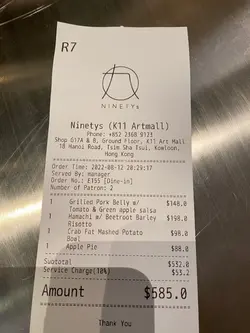 R7
NINETYs
Ninetys (K11 Artmall)
Phone: +852 2368 9123
Shop G17A & B, Ground Floor, K11 Art Mall
18 Hanoi Road, Tsim Sha Tsui, Kowloon,
Hong Kong
Order Time: 2022-08-12 20:29:17
Served By: manager
Order No.: E195 [Dine-in]
Number of Patron: 2
1 Grilled Pork Belly w/ $148.0
Tomato & Green apple salsa
1 Hamachi w/ Beetroot Barley $198.0
Risotto
1 Crab Fat Mashed Potato $98.0
Bowl
1 Apple Pie $88.0
Subtotal $532.0
Service Charge(10%) $53.2
Amount $585.0
Thank You